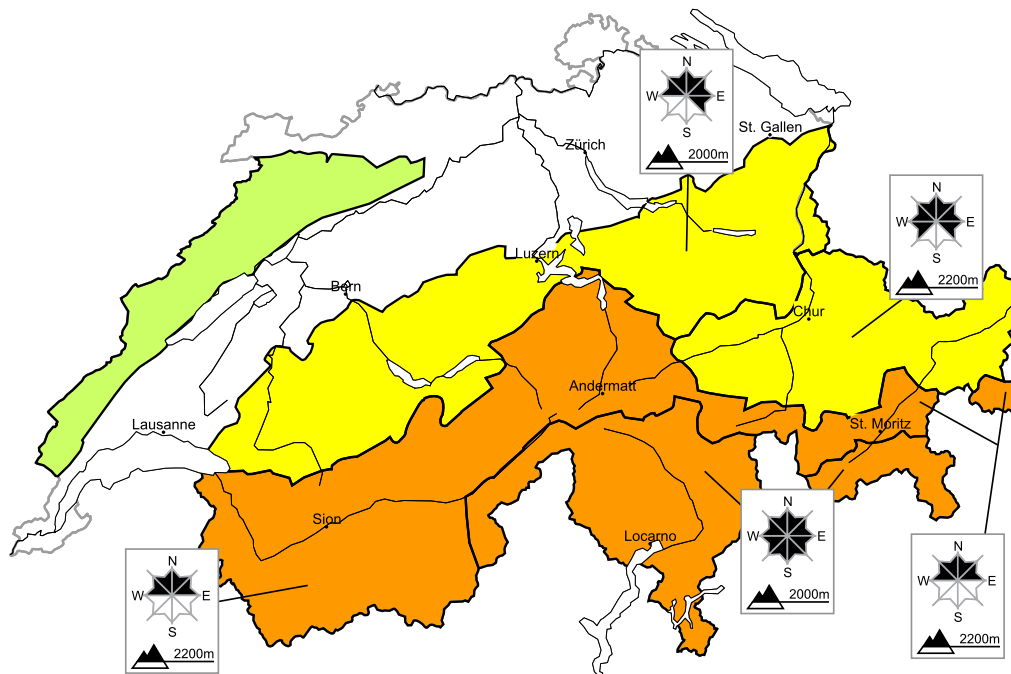 N
W E
S
2000m
St. Gallen
Zürich
N
W E
S
2200m
Luzern
Bern
Chur
Andermatt
Lausanne
St. Moritz
N
W E
S
2000m
Sion
Locarno
N
W E
S
2200m
N
W E
S
2200m